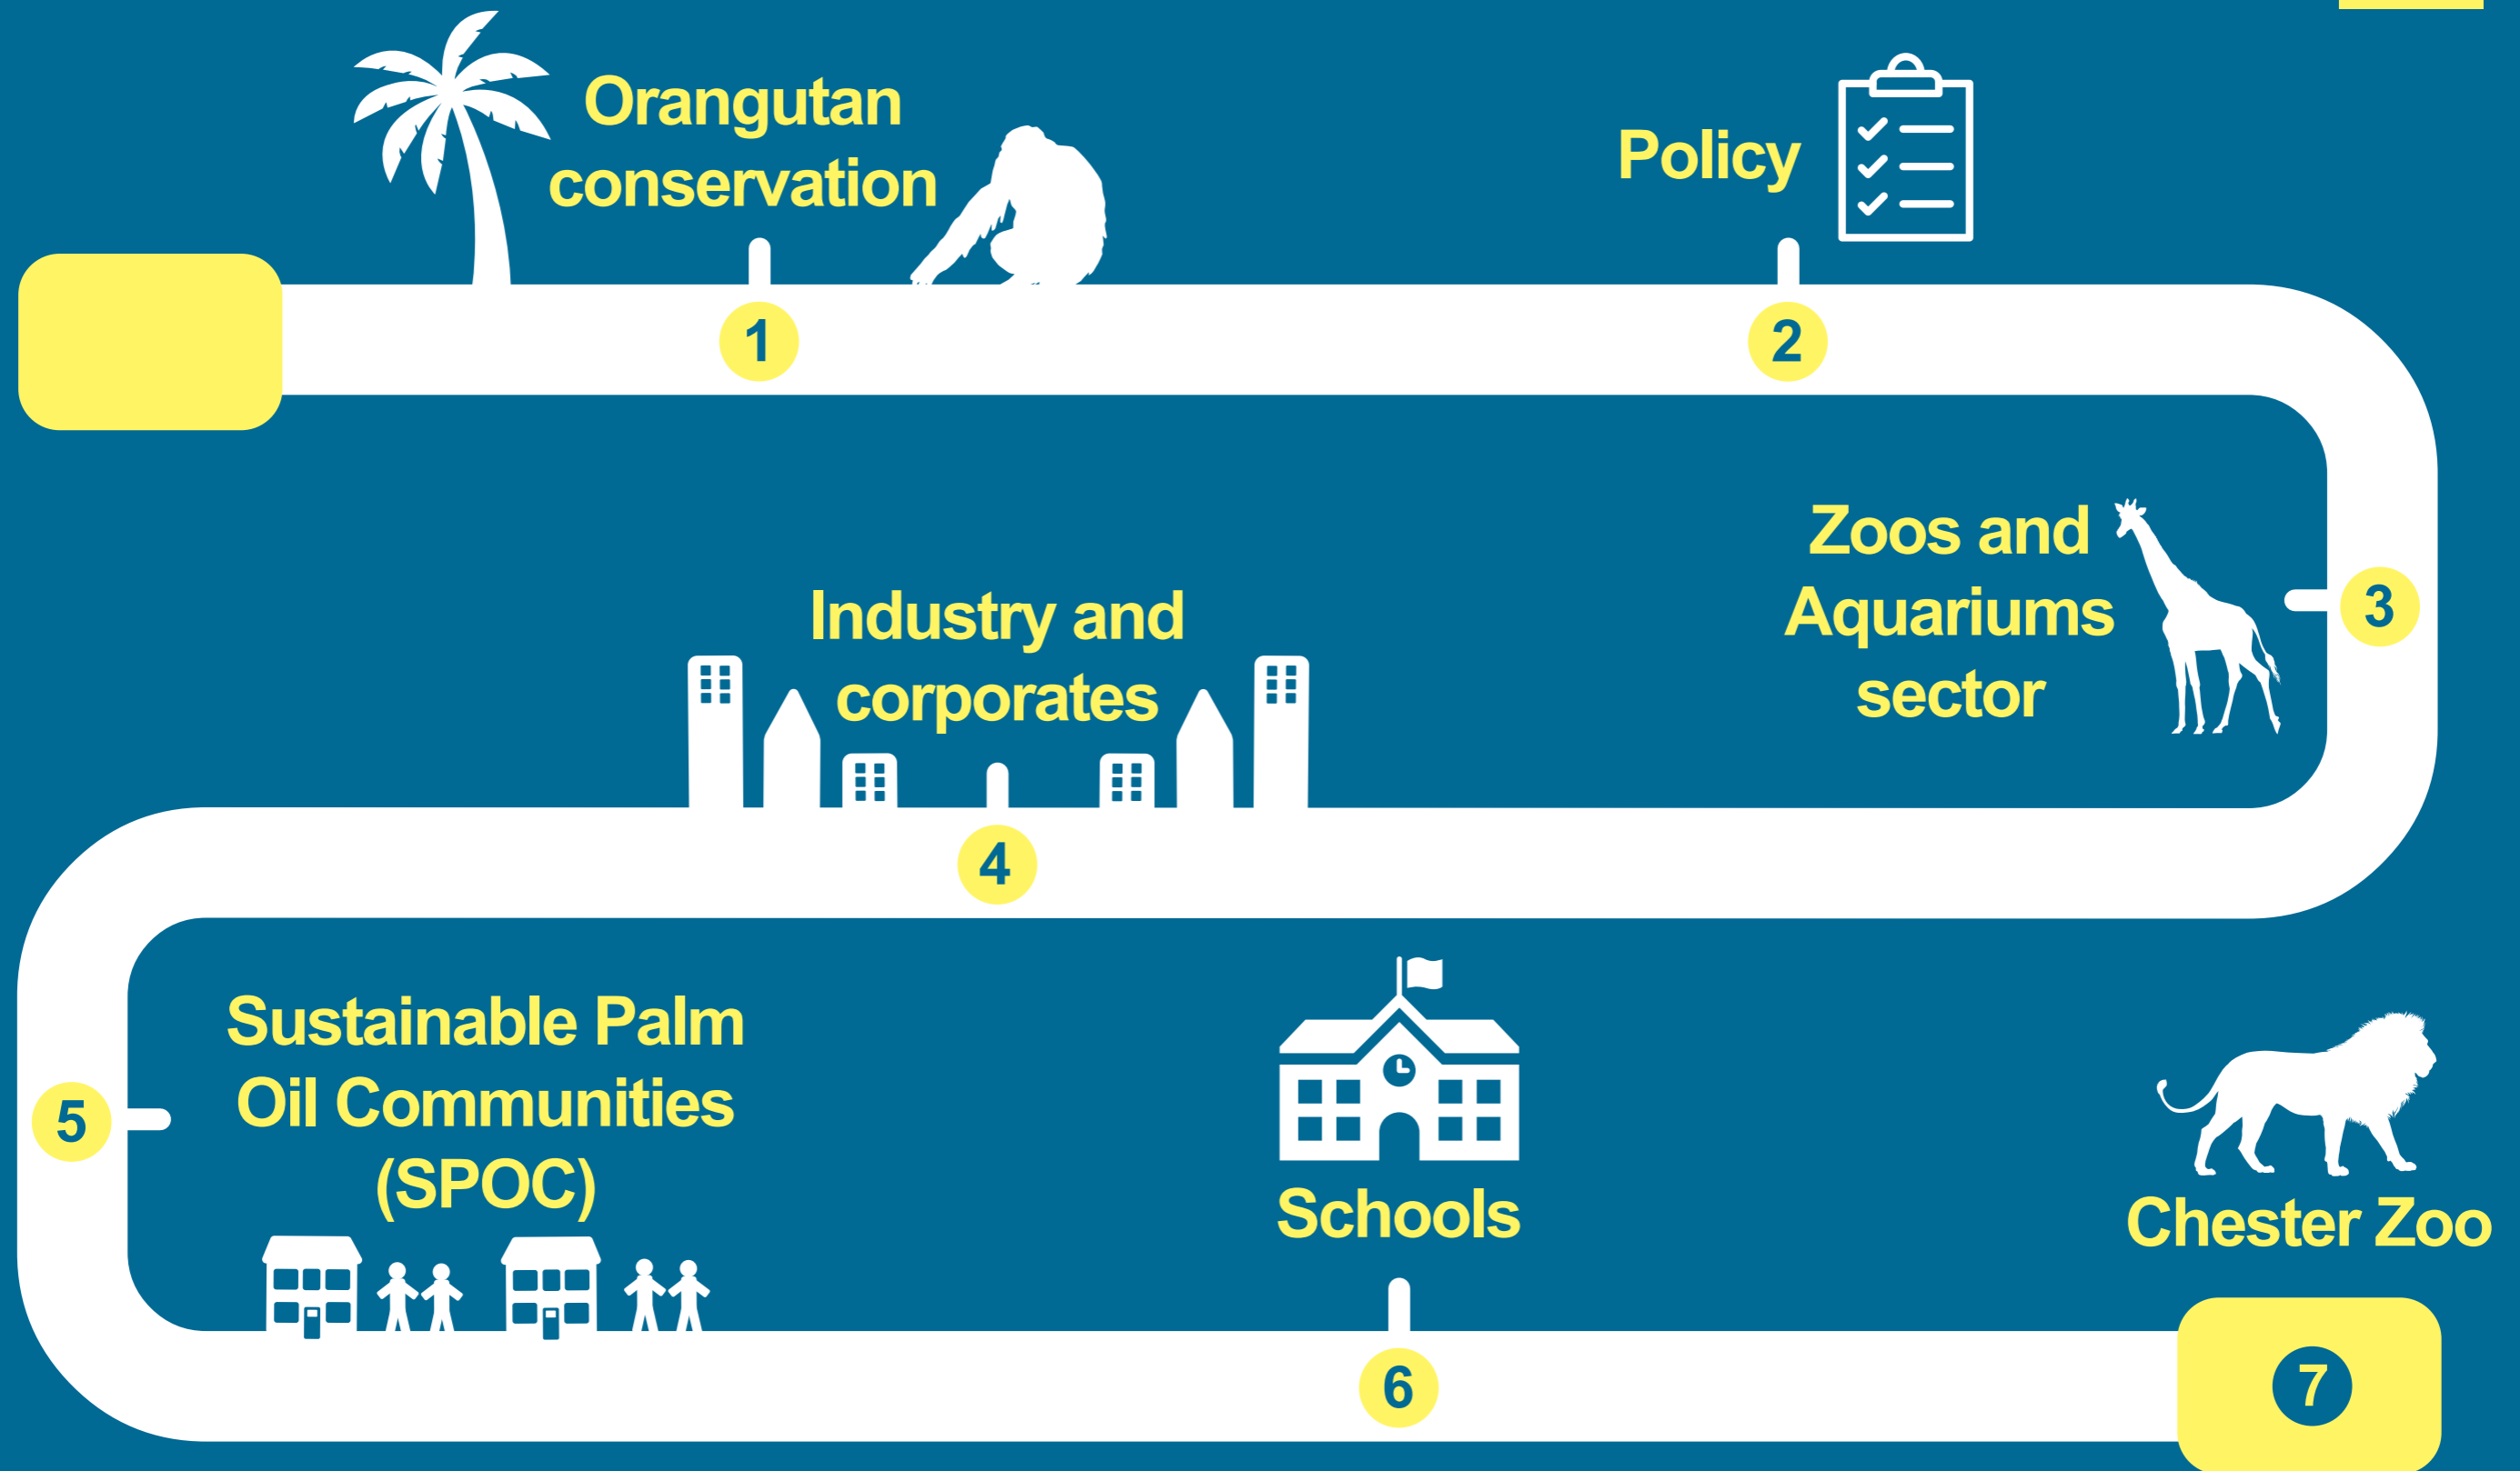 Orangutan
conservation
1
Policy
2
Zoos and
Aquariums
sector
3
Industry and
corporates
4
Sustainable Palm
Oil Communities
(SPOC)
5
Schools
6
Chester Zoo
7